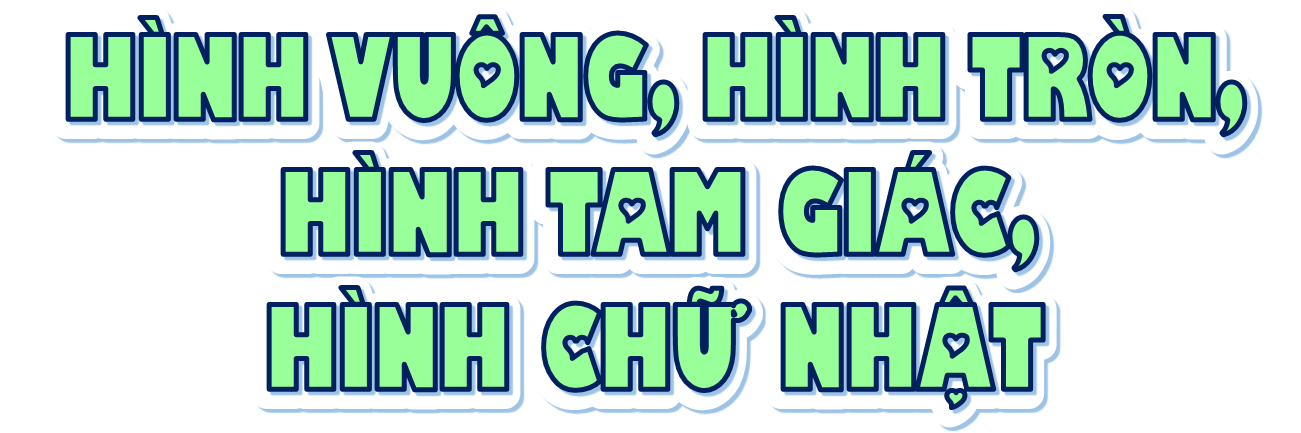 HÌNH VUÔNG, HÌNH TRÒN,
HÌNH TAM GIÁC,
HÌNH CHỮ NHẬT